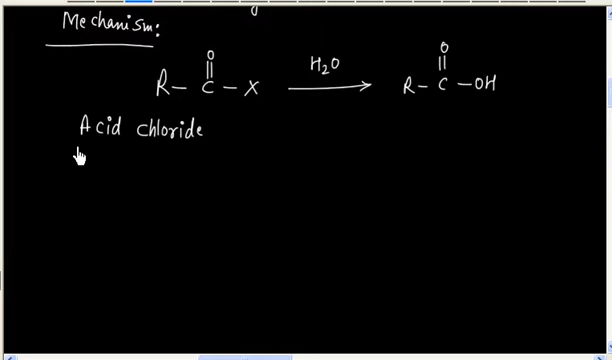 Mechanism:
R-C(=O)-X H2O → R-C(=O)-OH
Acid chloride